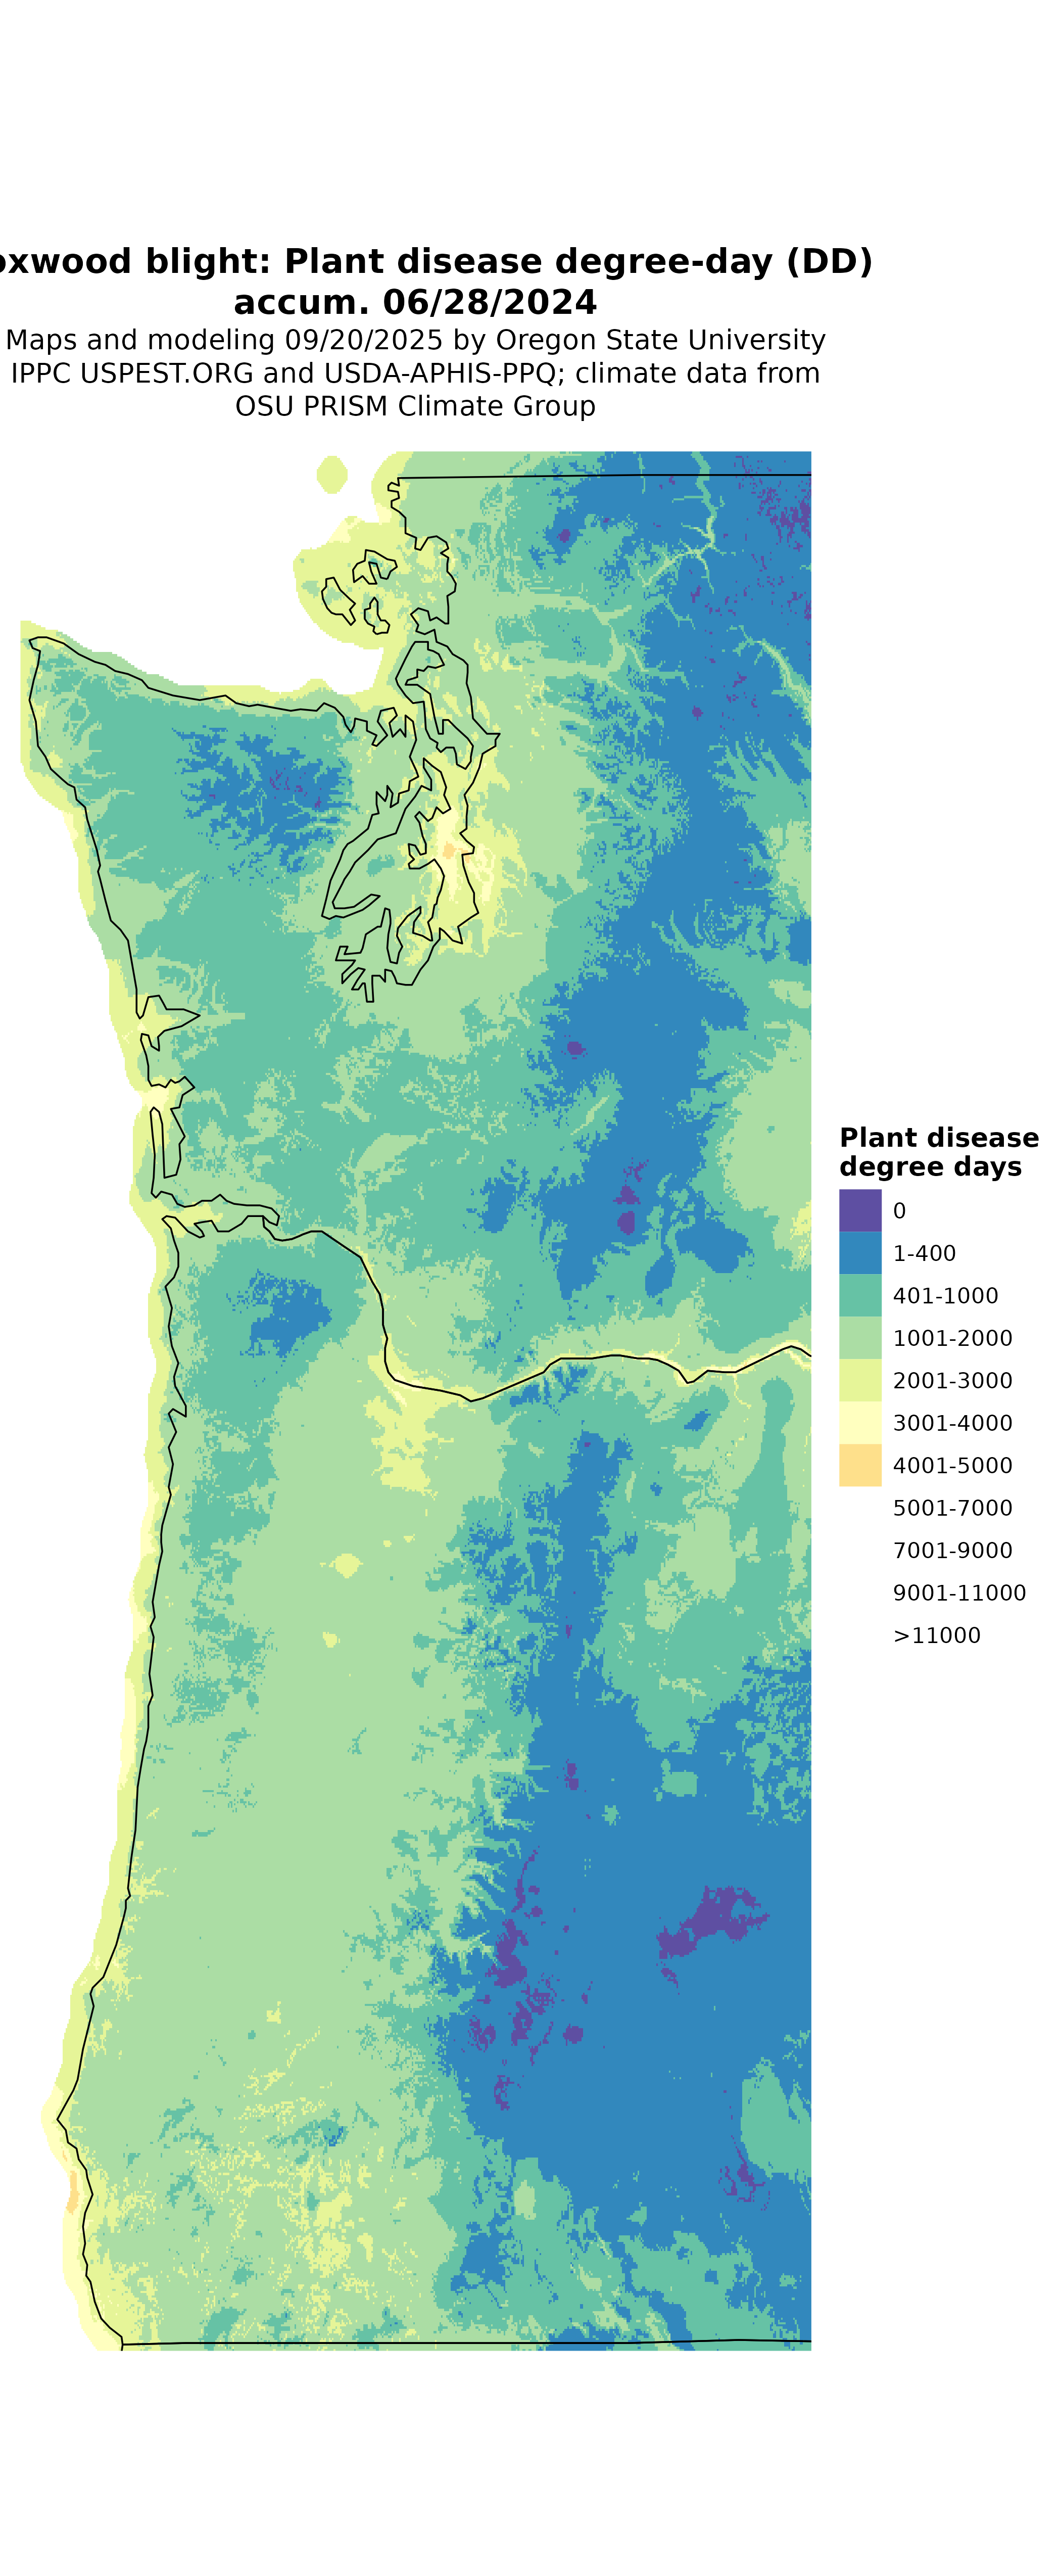 oxwood blight: Plant disease degree-day (DD)
accum. 06/28/2024
Maps and modeling 09/20/2025 by Oregon State University
IPPC USPEST.ORG and USDA-APHIS-PPQ; climate data from
OSU PRISM Climate Group
Plant disease
degree days
0
1-400
401-1000
1001-2000
2001-3000
3001-4000
4001-5000
5001-7000
7001-9000
9001-11000
>11000